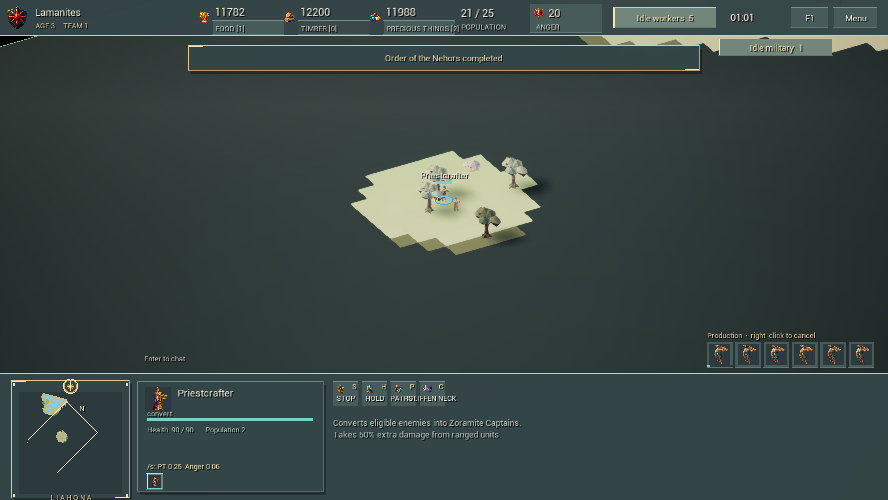 Lamanites
AGE 3 TEAM 1
11782
FOOD [1]
12200
TIMBER [0]
11988
PRECIOUS THINGS [2]
21 / 25
POPULATION
20
ANGER
Idle workers 5
01:01
F1
Menu
Idle military 1
Order of the Nehors completed
Priestcrafter
Production · right click to cancel
Enter to chat
N
LIAHONA
Priestcrafter
convert
Health 90 / 90 Population 2
/s: PT 0.25 Anger 0.06
S
STOP
H
HOLD
P
C
STIFFEN NECK
Converts eligible enemies into Zoramite Captains.
Takes 50% extra damage from ranged units